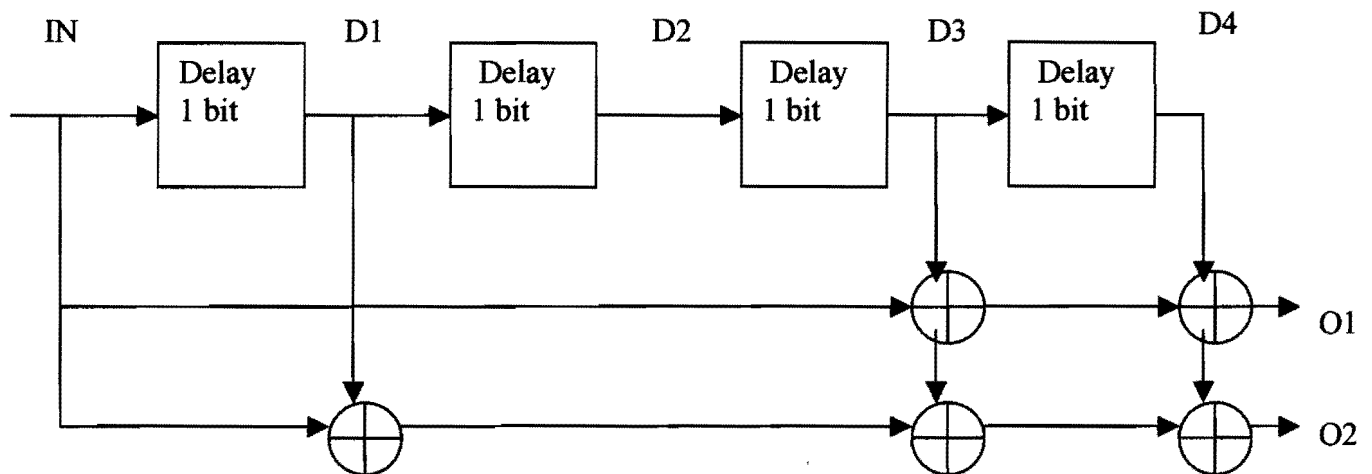 IN D1 D2 D3 D4
Delay Delay Delay Delay
1 bit 1 bit 1 bit 1 bit
O1
O2